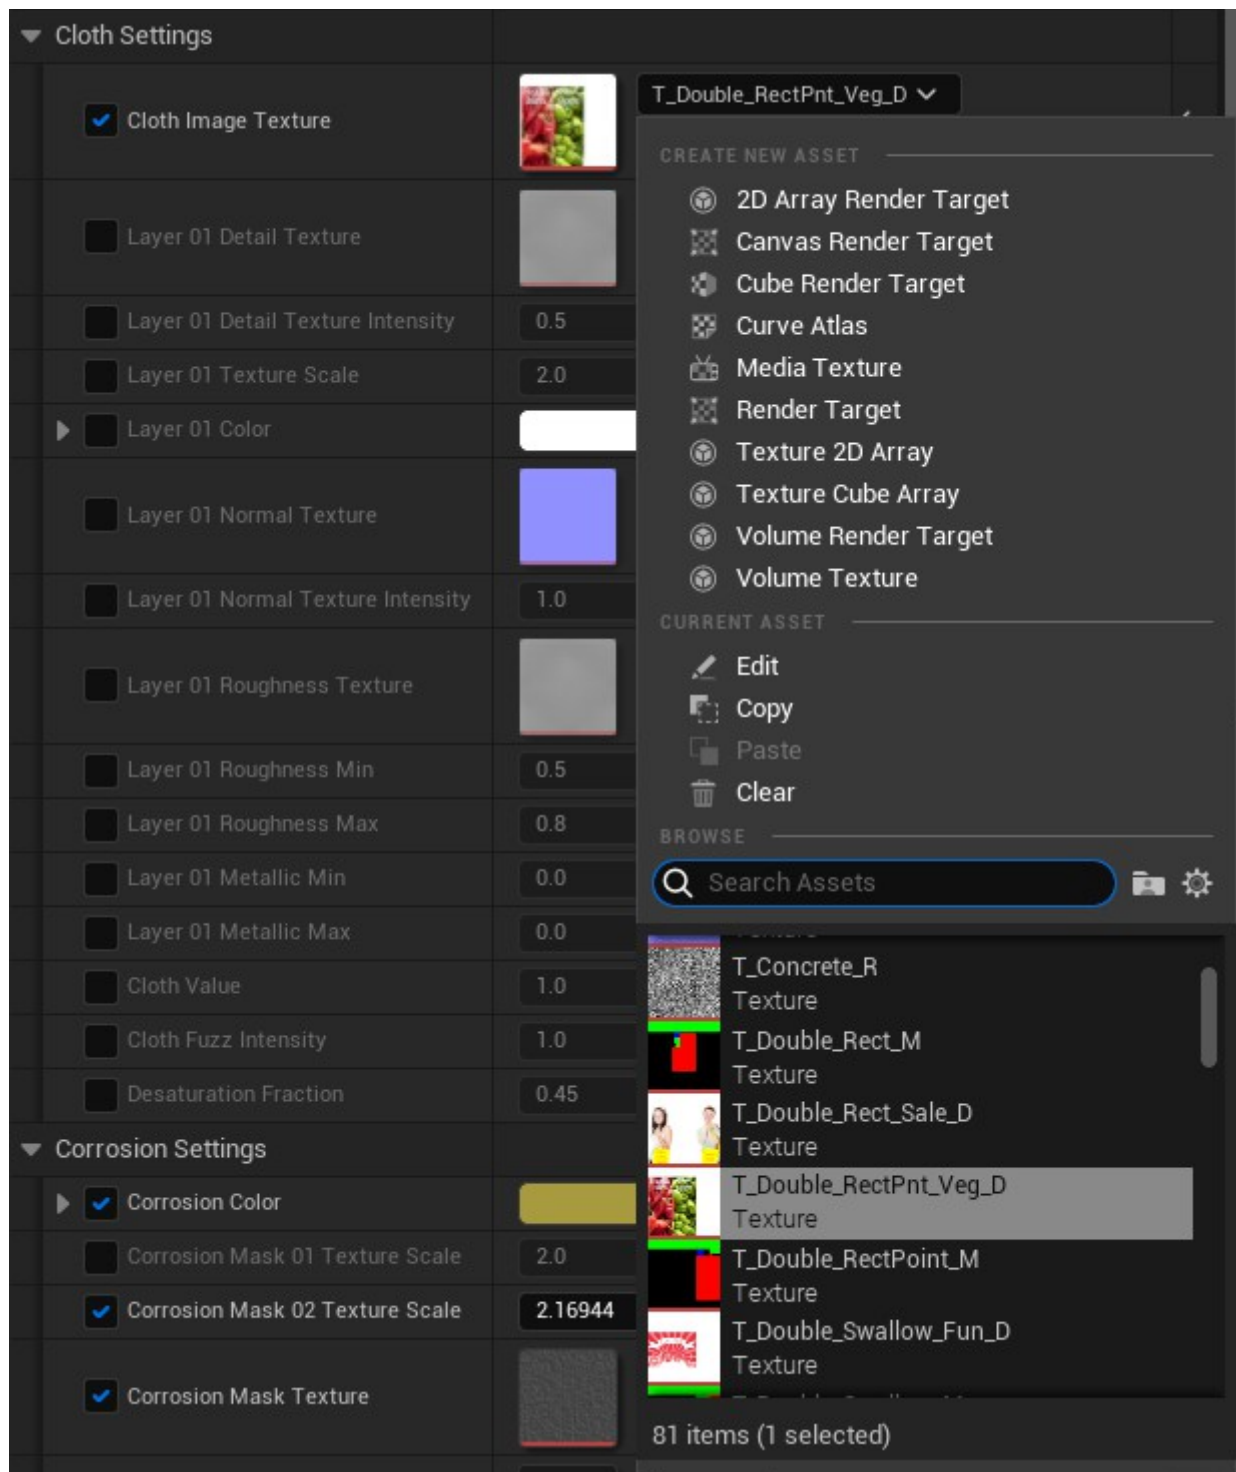 Cloth Settings
Cloth Image Texture
T_Double_RectPnt_Veg_D
Layer 01 Detail Texture
Layer 01 Detail Texture Intensity
0.5
Layer 01 Texture Scale
2.0
Layer 01 Color
Layer 01 Normal Texture
Layer 01 Normal Texture Intensity
1.0
Layer 01 Roughness Texture
Layer 01 Roughness Min
0.5
Layer 01 Roughness Max
0.8
Layer 01 Metallic Min
0.0
Layer 01 Metallic Max
0.0
Cloth Value
1.0
Cloth Fuzz Intensity
1.0
Desaturation Fraction
0.45
Corrosion Settings
Corrosion Color
Corrosion Mask 01 Texture Scale
2.0
Corrosion Mask 02 Texture Scale
2.16944
Corrosion Mask Texture
CREATE NEW ASSET
2D Array Render Target
Canvas Render Target
Cube Render Target
Curve Atlas
Media Texture
Render Target
Texture 2D Array
Texture Cube Array
Volume Render Target
Volume Texture
CURRENT ASSET
Edit
Copy
Paste
Clear
BROWSE
Search Assets
T_Concrete_R
Texture
T_Double_Rect_M
Texture
T_Double_Rect_Sale_D
Texture
T_Double_RectPnt_Veg_D
Texture
T_Double_RectPoint_M
Texture
T_Double_Swallow_Fun_D
Texture
81 items (1 selected)